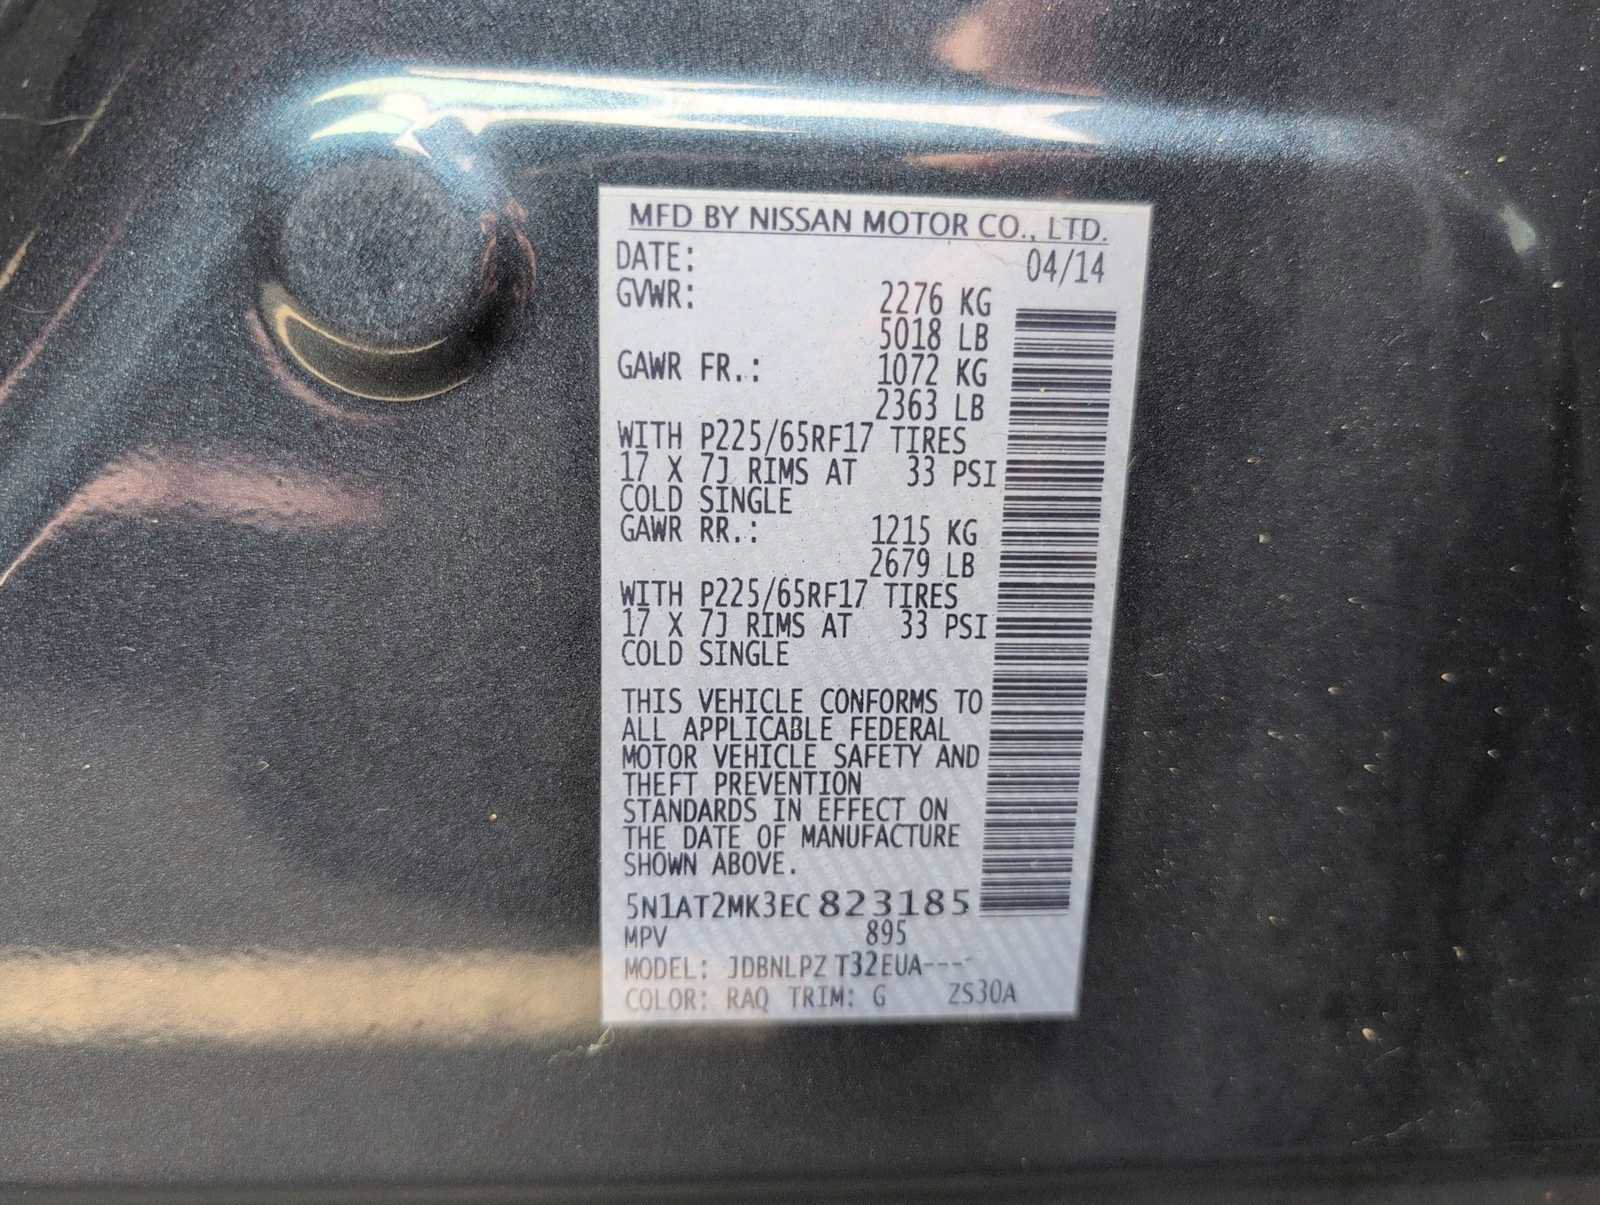 MFD BY NISSAN MOTOR CO., LTD.
DATE: 04/14
GVWR: 2276 KG
5018 LB
GAWR FR.: 1072 KG
2363 LB
WITH P225/65RF17 TIRES
17 X 7J RIMS AT 33 PSI
COLD SINGLE
GAWR RR.: 1215 KG
2679 LB
WITH P225/65RF17 TIRES
17 X 7J RIMS AT 33 PSI
COLD SINGLE
THIS VEHICLE CONFORMS TO
ALL APPLICABLE FEDERAL
MOTOR VEHICLE SAFETY AND
THEFT PREVENTION
STANDARDS IN EFFECT ON
THE DATE OF MANUFACTURE
SHOWN ABOVE.
5N1AT2MK3EC823185
MPV 895
MODEL: JDBNLPZ T32EUA----
COLOR: RAQ TRIM: G ZS30A